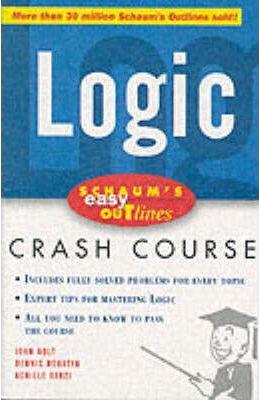 More than 30 million Schaum's Outlines sold!
Logic
SCHAUM'S
easy
OUTlines
CRASH COURSE
• INCLUDES FULLY SOLVED PROBLEMS FOR EVERY TOPIC
• EXPERT TIPS FOR MASTERING LOGIC
• ALL YOU NEED TO KNOW TO PASS
THE COURSE
JOHN NOLT
DENNIS ROHATYN
ACHILLE VARZI